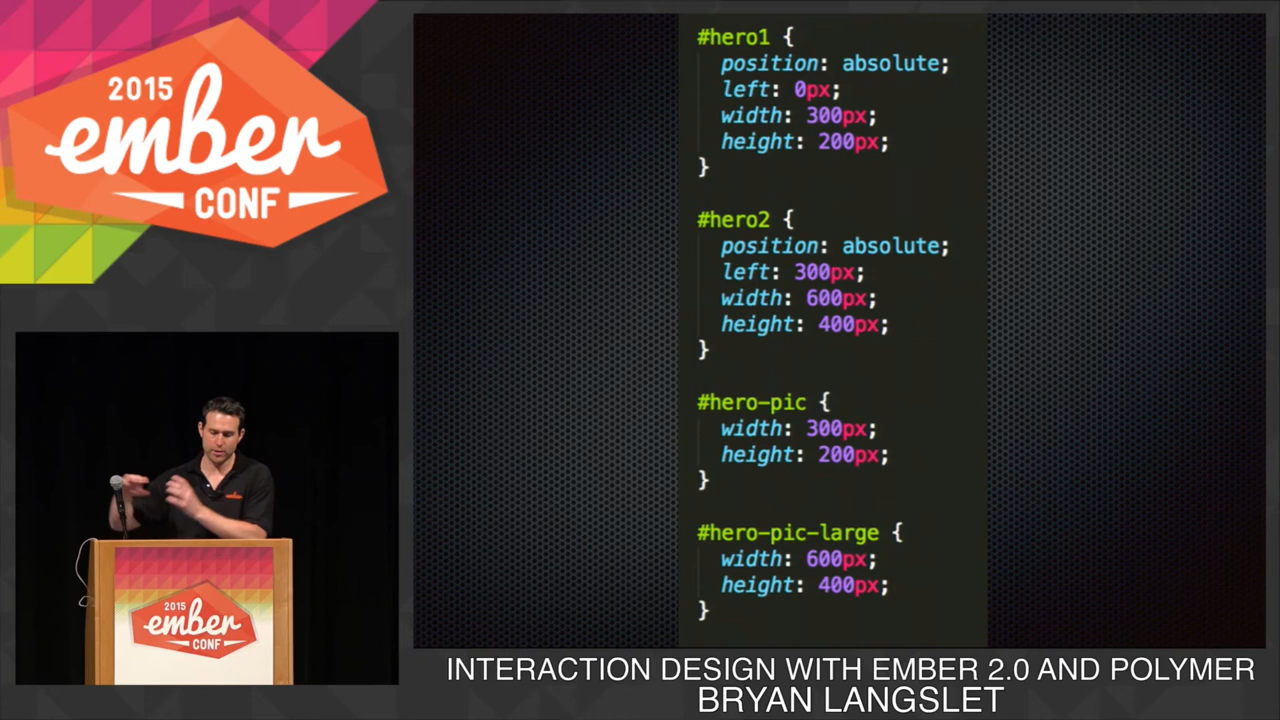 2015
ember
CONF
#hero1 {
position: absolute;
left: 0px;
width: 300px;
height: 200px;
}
#hero2 {
position: absolute;
left: 300px;
width: 600px;
height: 400px;
}
#hero-pic {
width: 300px;
height: 200px;
}
#hero-pic-large {
width: 600px;
height: 400px;
}
2015
ember
CONF
INTERACTION DESIGN WITH EMBER 2.0 AND POLYMER
BRYAN LANGSLET